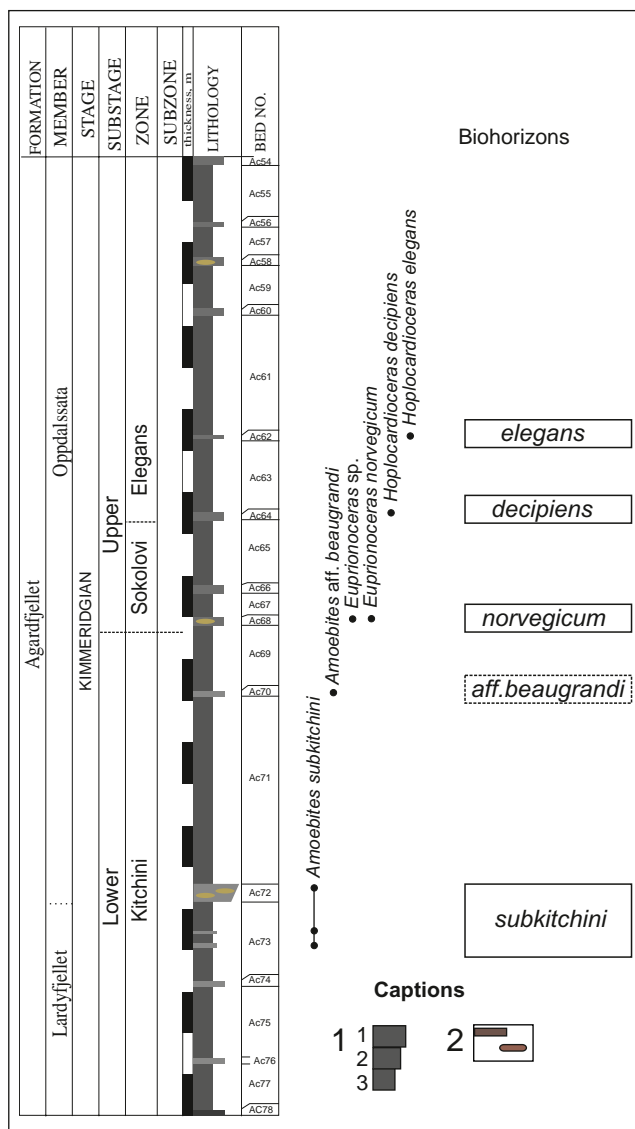 FORMATION
MEMBER
STAGE
SUBSTAGE
ZONE
SUBZONE
thickness, m
LITHOLOGY
BED NO.
Biohorizons
Agardfjellet
Oppdalssata
Lardyfjellet
KIMMERIDGIAN
Upper
Lower
Elegans
Sokolovi
Kitchini
Ac54
Ac55
Ac56
Ac57
Ac58
Ac59
Ac60
Ac61
Ac62
Ac63
Ac64
Ac65
Ac66
Ac67
Ac68
Ac69
Ac70
Ac71
Ac72
Ac73
Ac74
Ac75
Ac76
Ac77
AC78
Amoebites subkitchini
Amoebites aff. beaugrandi
Euprionoceras sp.
Euprionoceras norvegicum
Hoplocardioceras decipiens
Hoplocardioceras elegans
elegans
decipiens
norvegicum
aff.beaugrandi
subkitchini
Captions
1
1
2
3
2